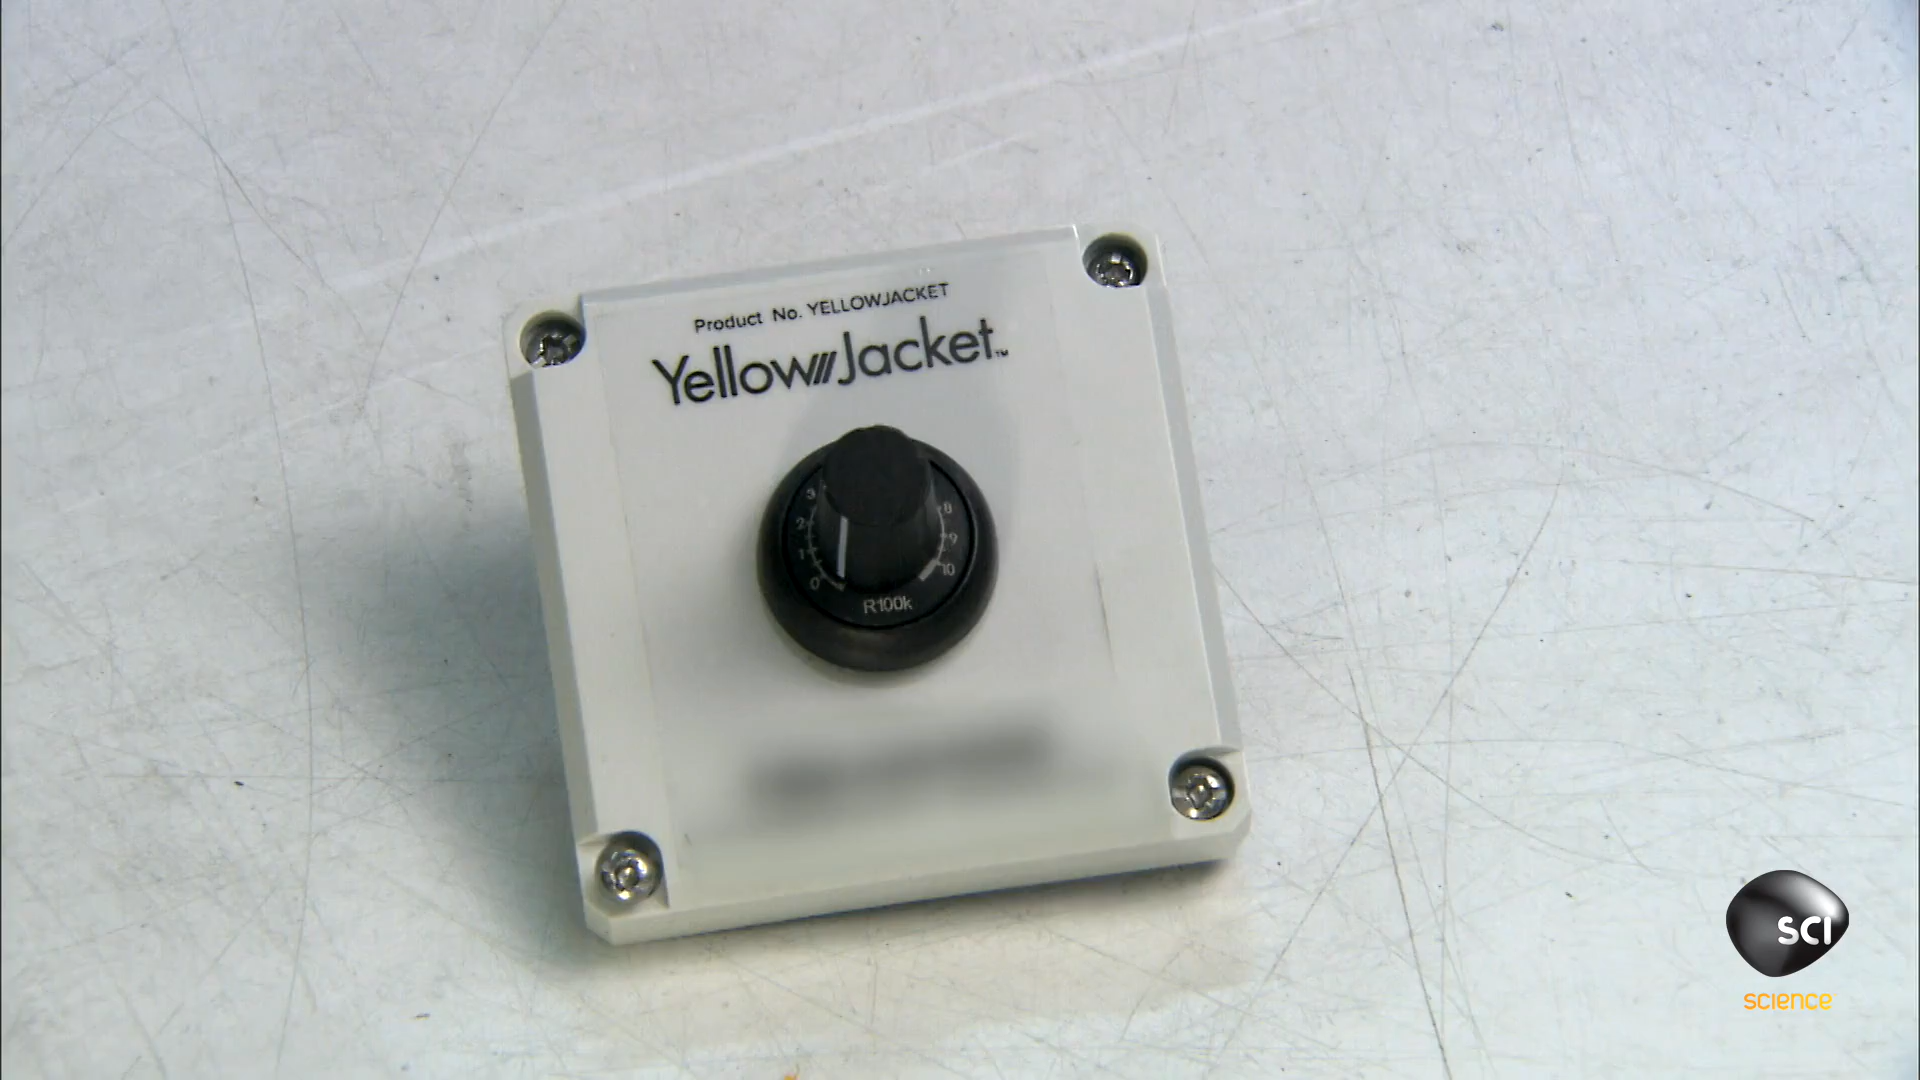 Product No. YELLOWJACKET
YellowJacket™
3
2
1
0
8
9
10
R100k
SCI
science